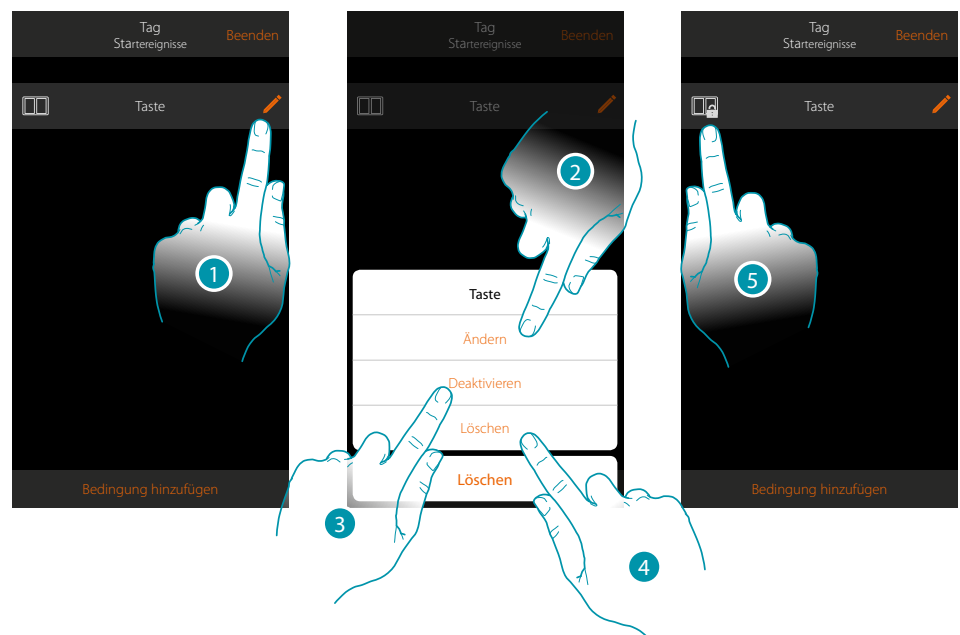 Tag
Startereignisse
Beenden
Taste
1
Tag
Startereignisse
Beenden
Taste
2
Taste
Ändern
Deaktivieren
Löschen
Löschen
3
4
Tag
Startereignisse
Beenden
Taste
5
Bedingung hinzufügen
Bedingung hinzufügen